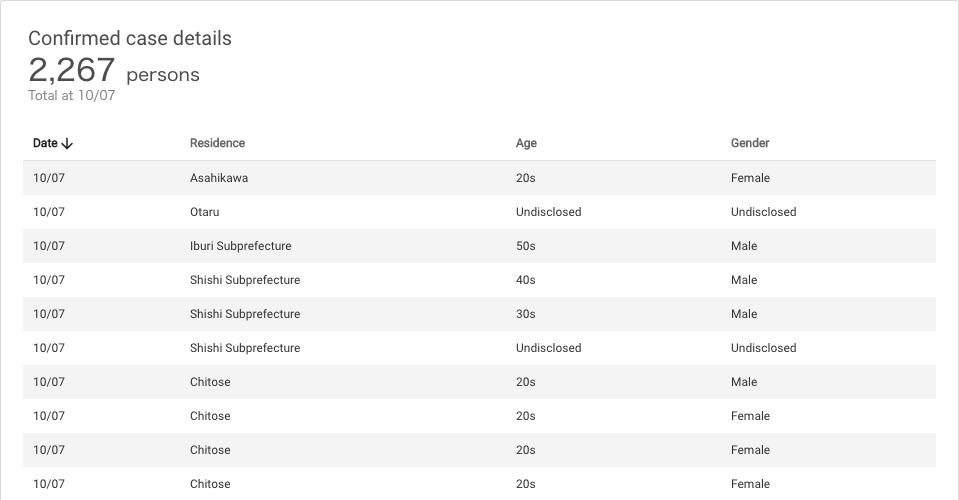 Confirmed case details
2,267 persons
Total at 10/07
Date Residence Age Gender
10/07 Asahikawa 20s Female
10/07 Otaru Undisclosed Undisclosed
10/07 Iburi Subprefecture 50s Male
10/07 Shishi Subprefecture 40s Male
10/07 Shishi Subprefecture 30s Male
10/07 Shishi Subprefecture Undisclosed Undisclosed
10/07 Chitose 20s Male
10/07 Chitose 20s Female
10/07 Chitose 20s Female
10/07 Chitose 20s Female